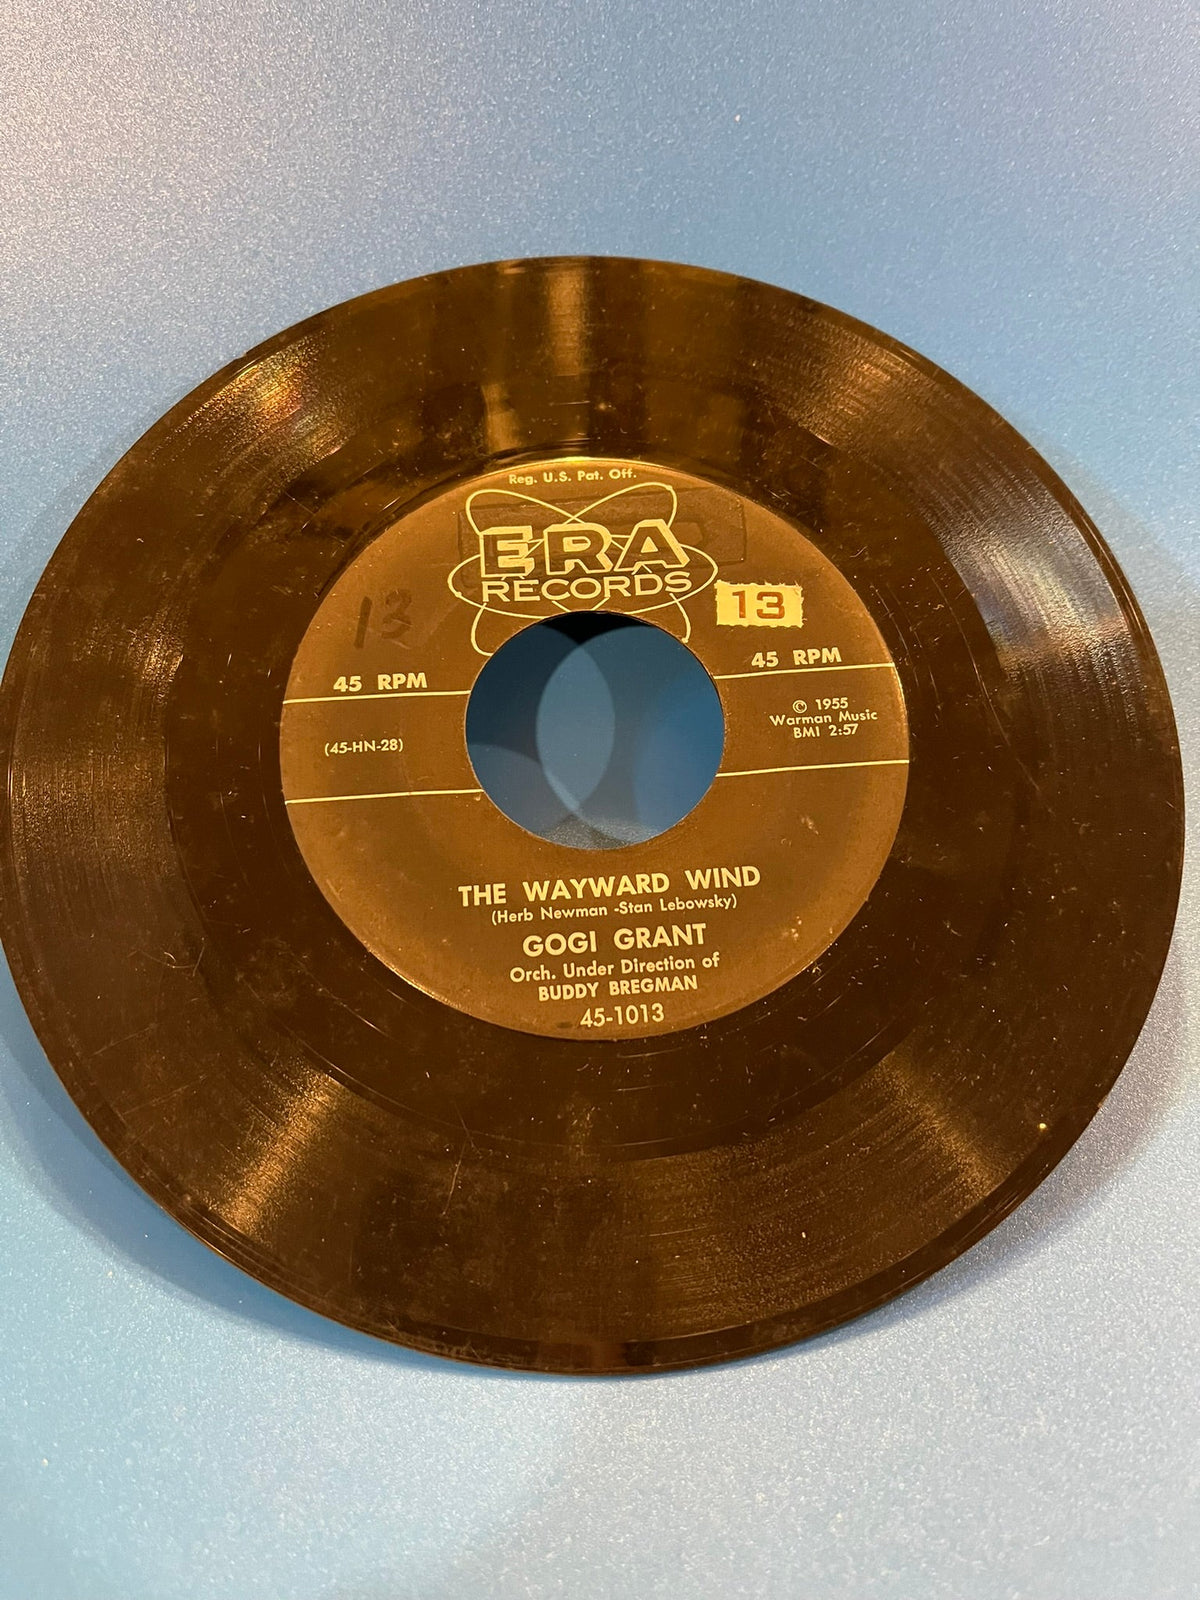 Reg. U.S. Pat. Off.
ERA
RECORDS
13
13
45 RPM
45 RPM
(45-HN-28)
© 1955
Warman Music
BMI 2:57
THE WAYWARD WIND
(Herb Newman -Stan Lebowsky)
GOGI GRANT
Orch. Under Direction of
BUDDY BREGMAN
45-1013